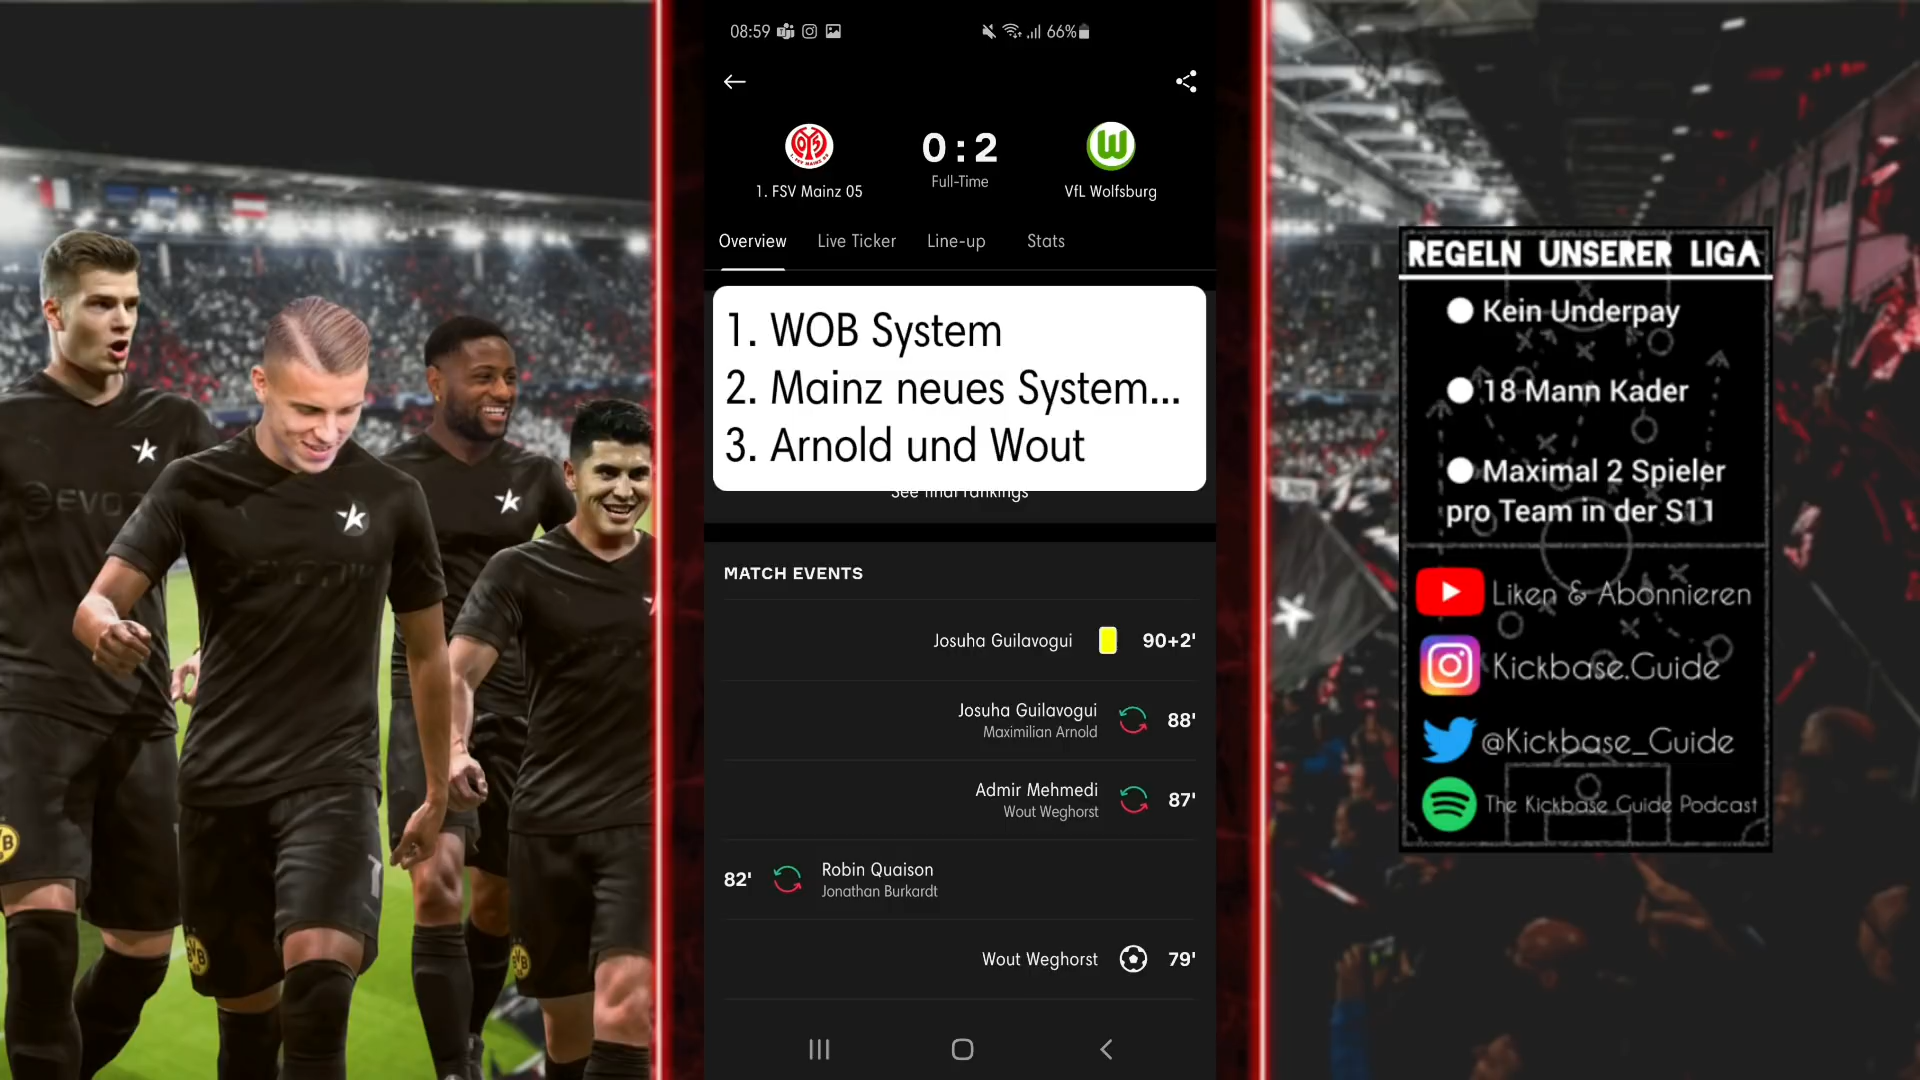 08:59
66%
0 : 2
Full-Time
1. FSV Mainz 05
VfL Wolfsburg
Overview
Live Ticker
Line-up
Stats
1. WOB System
2. Mainz neues System...
3. Arnold und Wout
See final rankings
MATCH EVENTS
Josuha Guilavogui 90+2'
Josuha Guilavogui 88'
Maximilian Arnold
Admir Mehmedi 87'
Wout Weghorst
82' Robin Quaison
Jonathan Burkardt
Wout Weghorst 79'
REGELN UNSERER LIGA
Kein Underpay
18 Mann Kader
Maximal 2 Spieler
pro Team in der S11
Liken & Abonnieren
Kickbase.Guide
@Kickbase_Guide
The Kickbase Guide Podcast